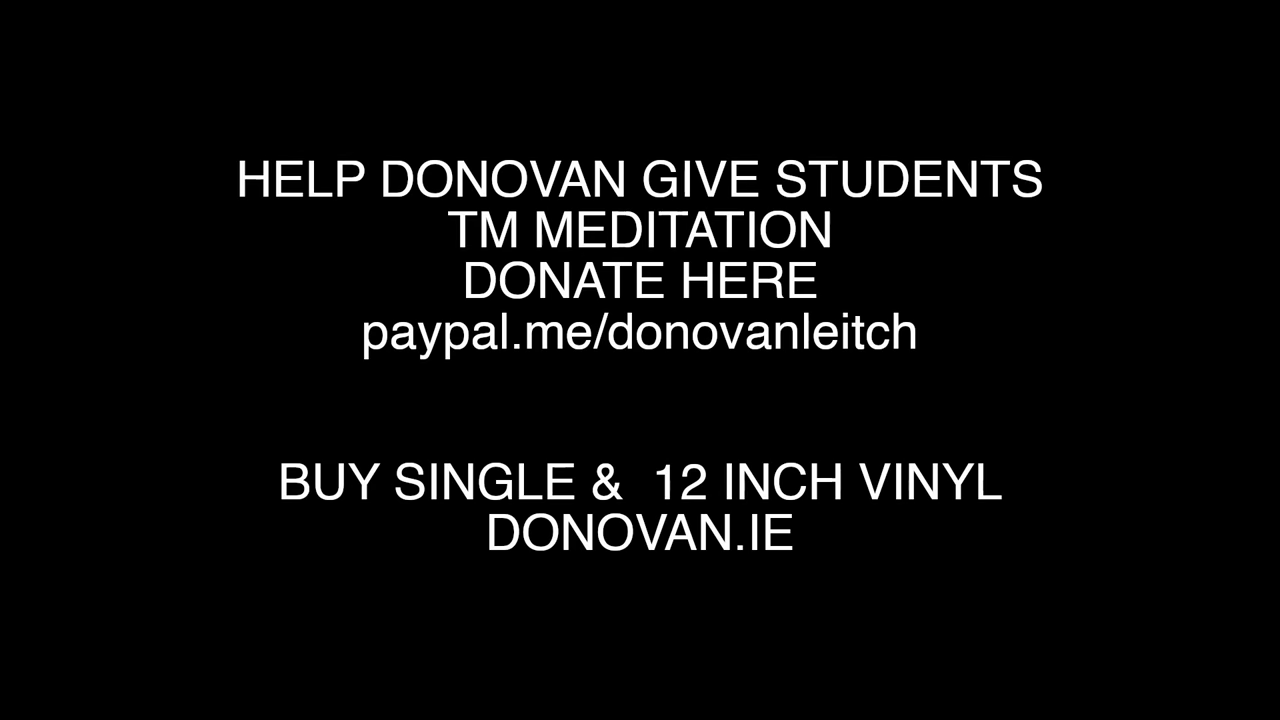 HELP DONOVAN GIVE STUDENTS
TM MEDITATION
DONATE HERE
paypal.me/donovanleitch
BUY SINGLE &  12 INCH VINYL
DONOVAN.IE